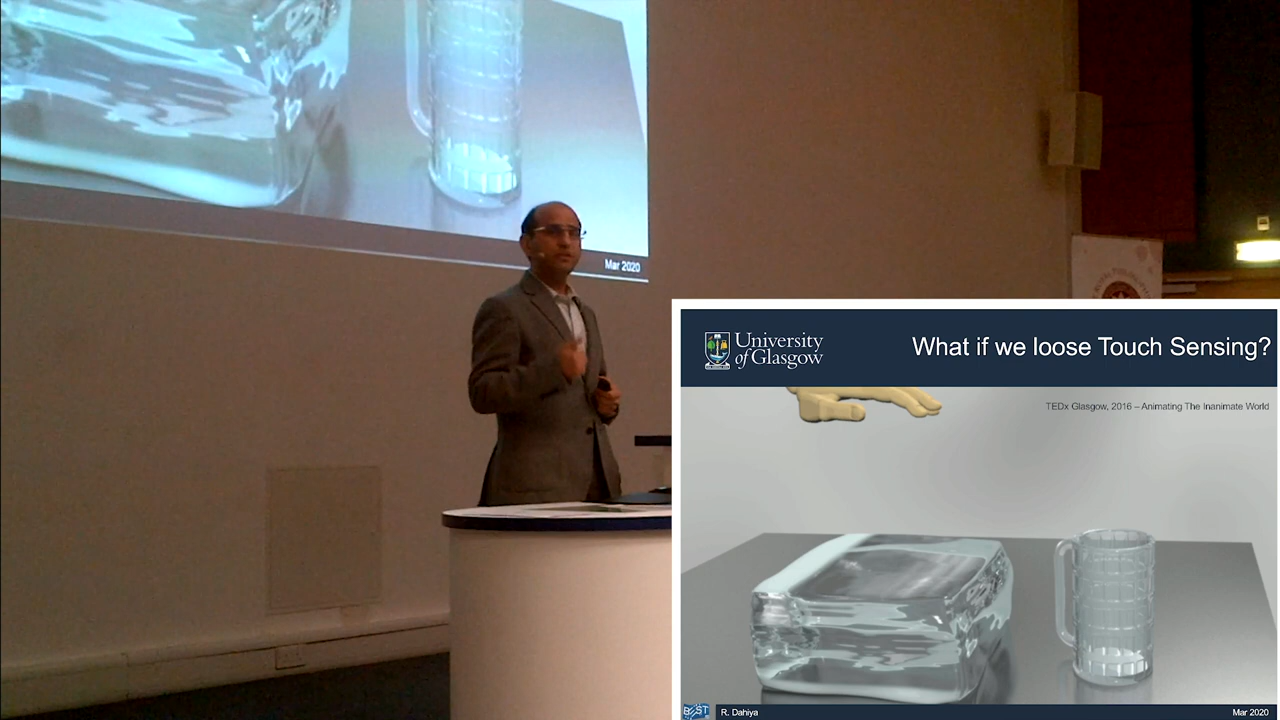 Mar 2020
University
of Glasgow
What if we loose Touch Sensing?
TEDx Glasgow, 2016 – Animating The Inanimate World
BEST
R. Dahiya
Mar 2020